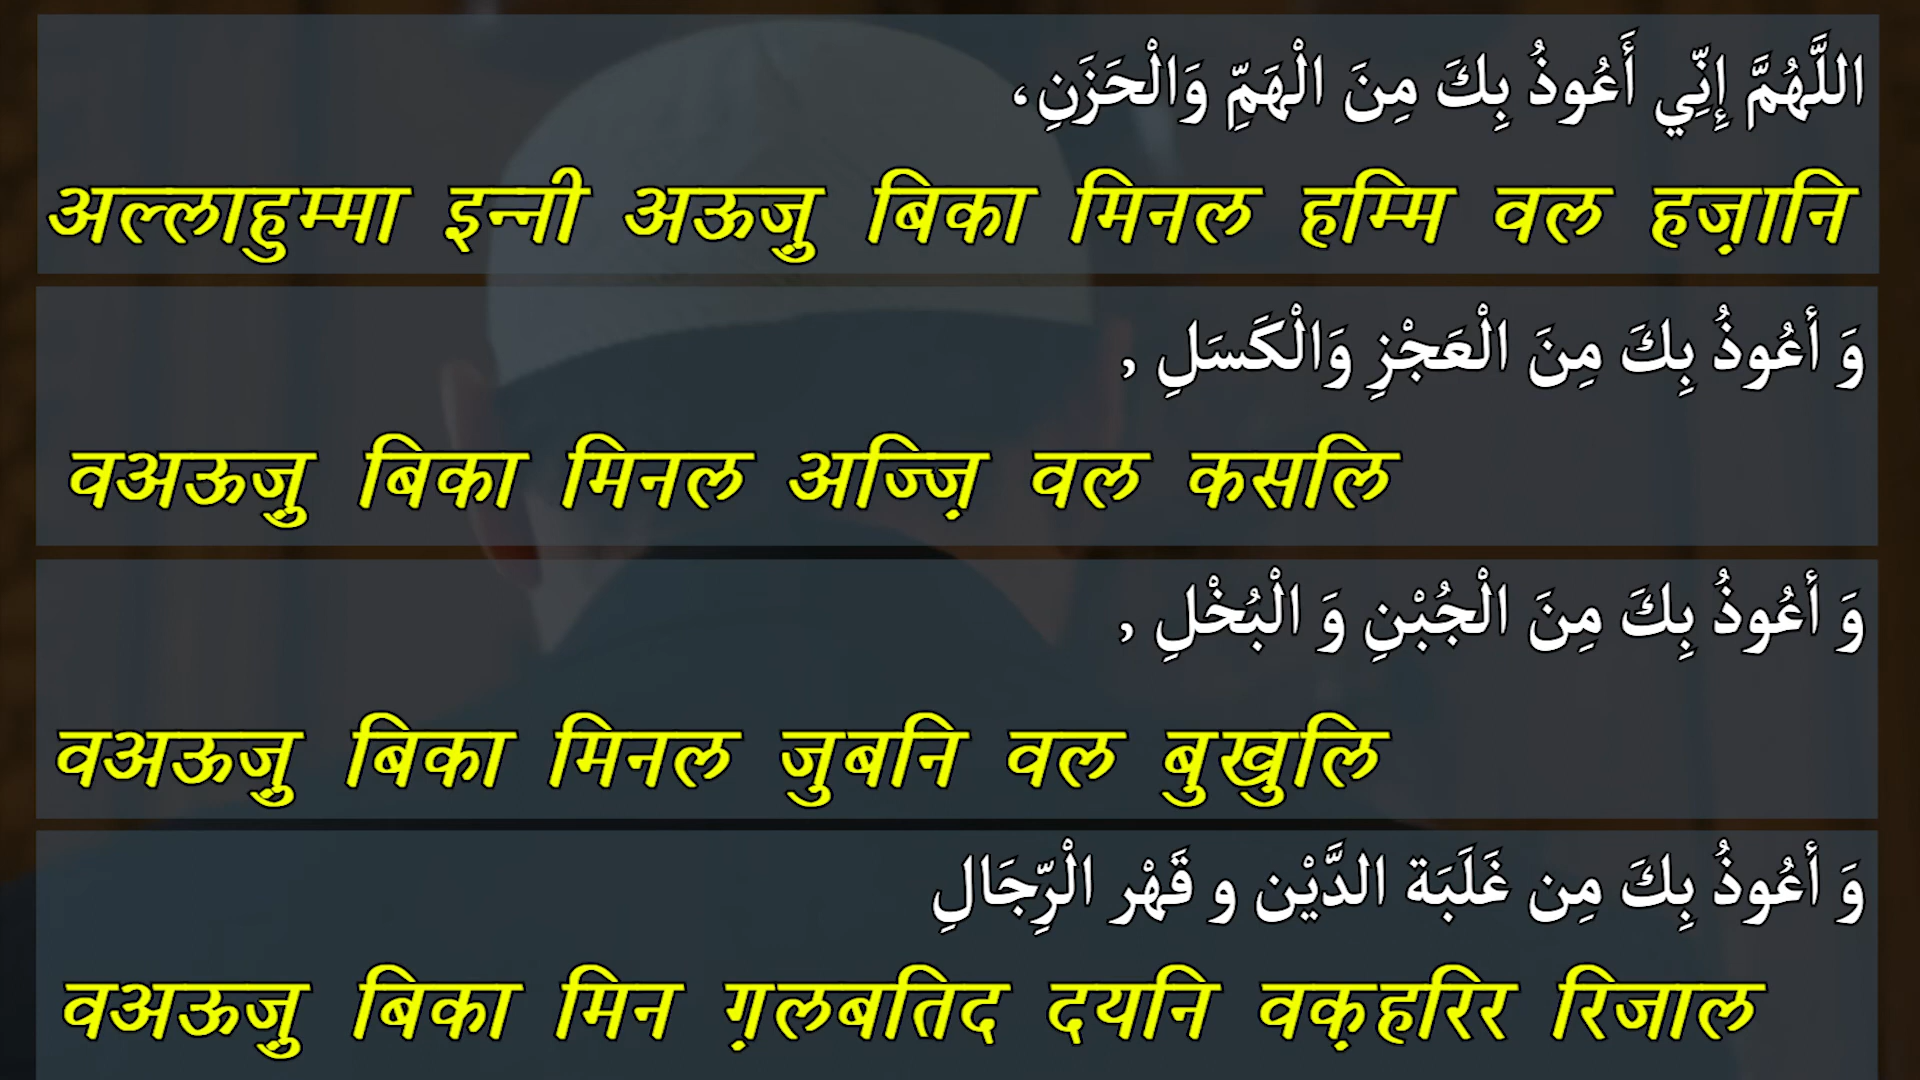 اللَّهُمَّ إِنِّي أَعُوذُ بِكَ مِنَ الْهَمِّ وَالْحَزَنِ،
अल्लाहुम्मा इन्नी अऊज़ु बिका मिनल हम्मि वल हज़ानि
وَ أعُوذُ بِكَ مِنَ الْعَجْزِ وَالْكَسَلِ ,
वअऊज़ु बिका मिनल अज्ज़ि वल कसलि
وَ أعُوذُ بِكَ مِنَ الْجُبْنِ وَ الْبُخْلِ ,
वअऊज़ु बिका मिनल जुबनि वल बुखुलि
وَ أعُوذُ بِكَ مِن غَلَبَة الدَّيْن و قَهْر الْرِّجَالِ
वअऊज़ु बिका मिन ग़लबतिद दयनि वक़हरिर रिजाल